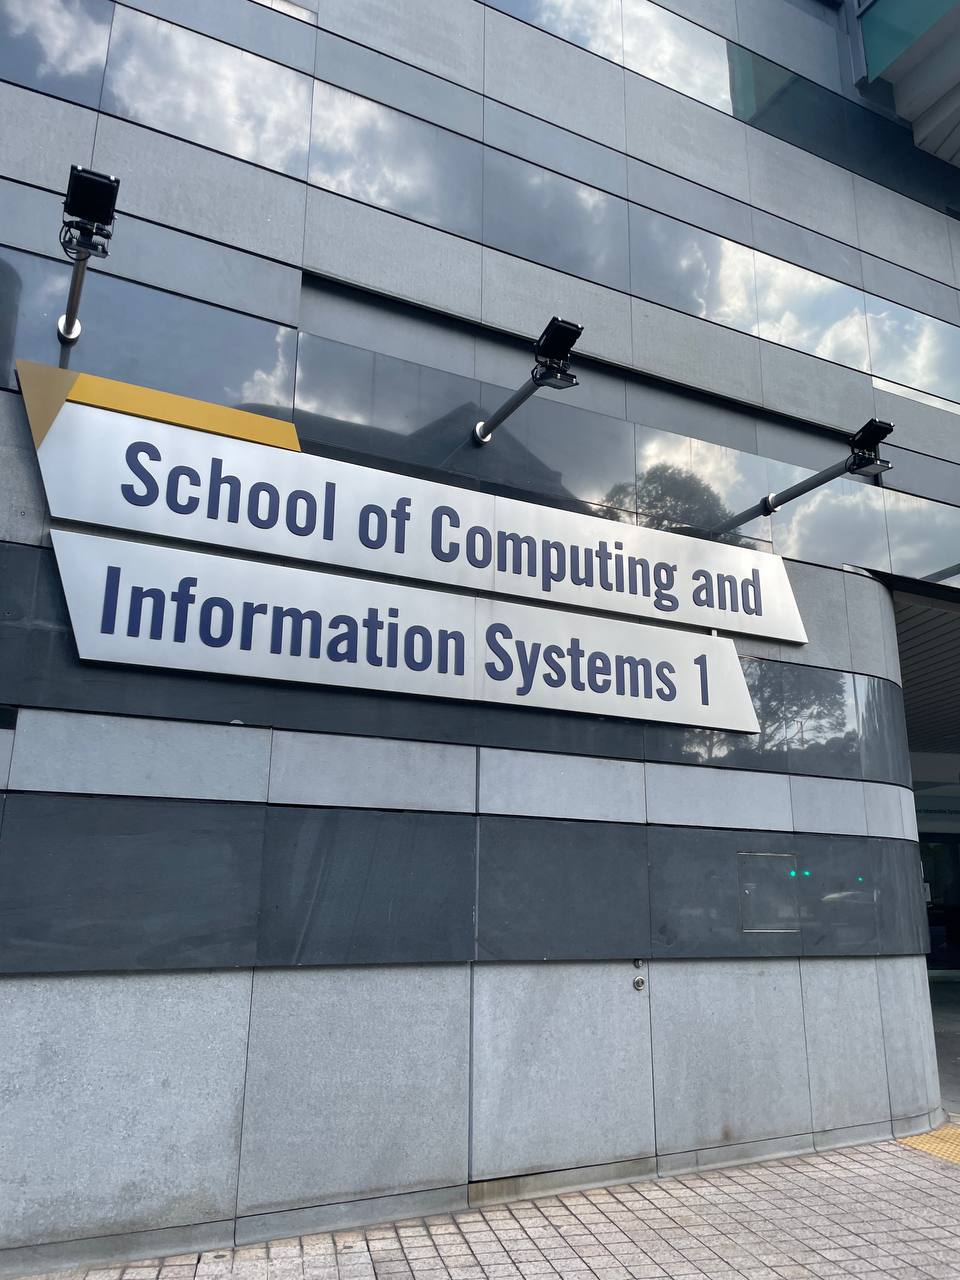 School of Computing and
Information Systems 1